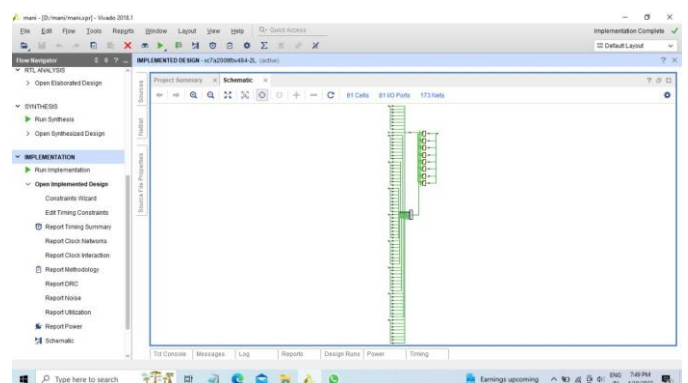 mani - [D:/mani/mani.xpr] - Vivado 2018.1
File Edit Flow Tools Reports Window Layout View Help Quick Access
Implementation Complete
Default Layout
Flow Navigator
IMPLEMENTED DESIGN - xc7a200tfbv484-2L (active)
RTL ANALYSIS
Open Elaborated Design
SYNTHESIS
Run Synthesis
Open Synthesized Design
IMPLEMENTATION
Run Implementation
Open Implemented Design
Constraints Wizard
Edit Timing Constraints
Report Timing Summary
Report Clock Networks
Report Clock Interaction
Report Methodology
Report DRC
Report Noise
Report Utilization
Report Power
Schematic
Sources
Netlist
Source File Properties
Project Summary
Schematic
81 Cells 81 I/O Ports 173 Nets
Tcl Console Messages Log Reports Design Runs Power Timing
Type here to search
Earnings upcoming
ENG
IN
7:49 PM